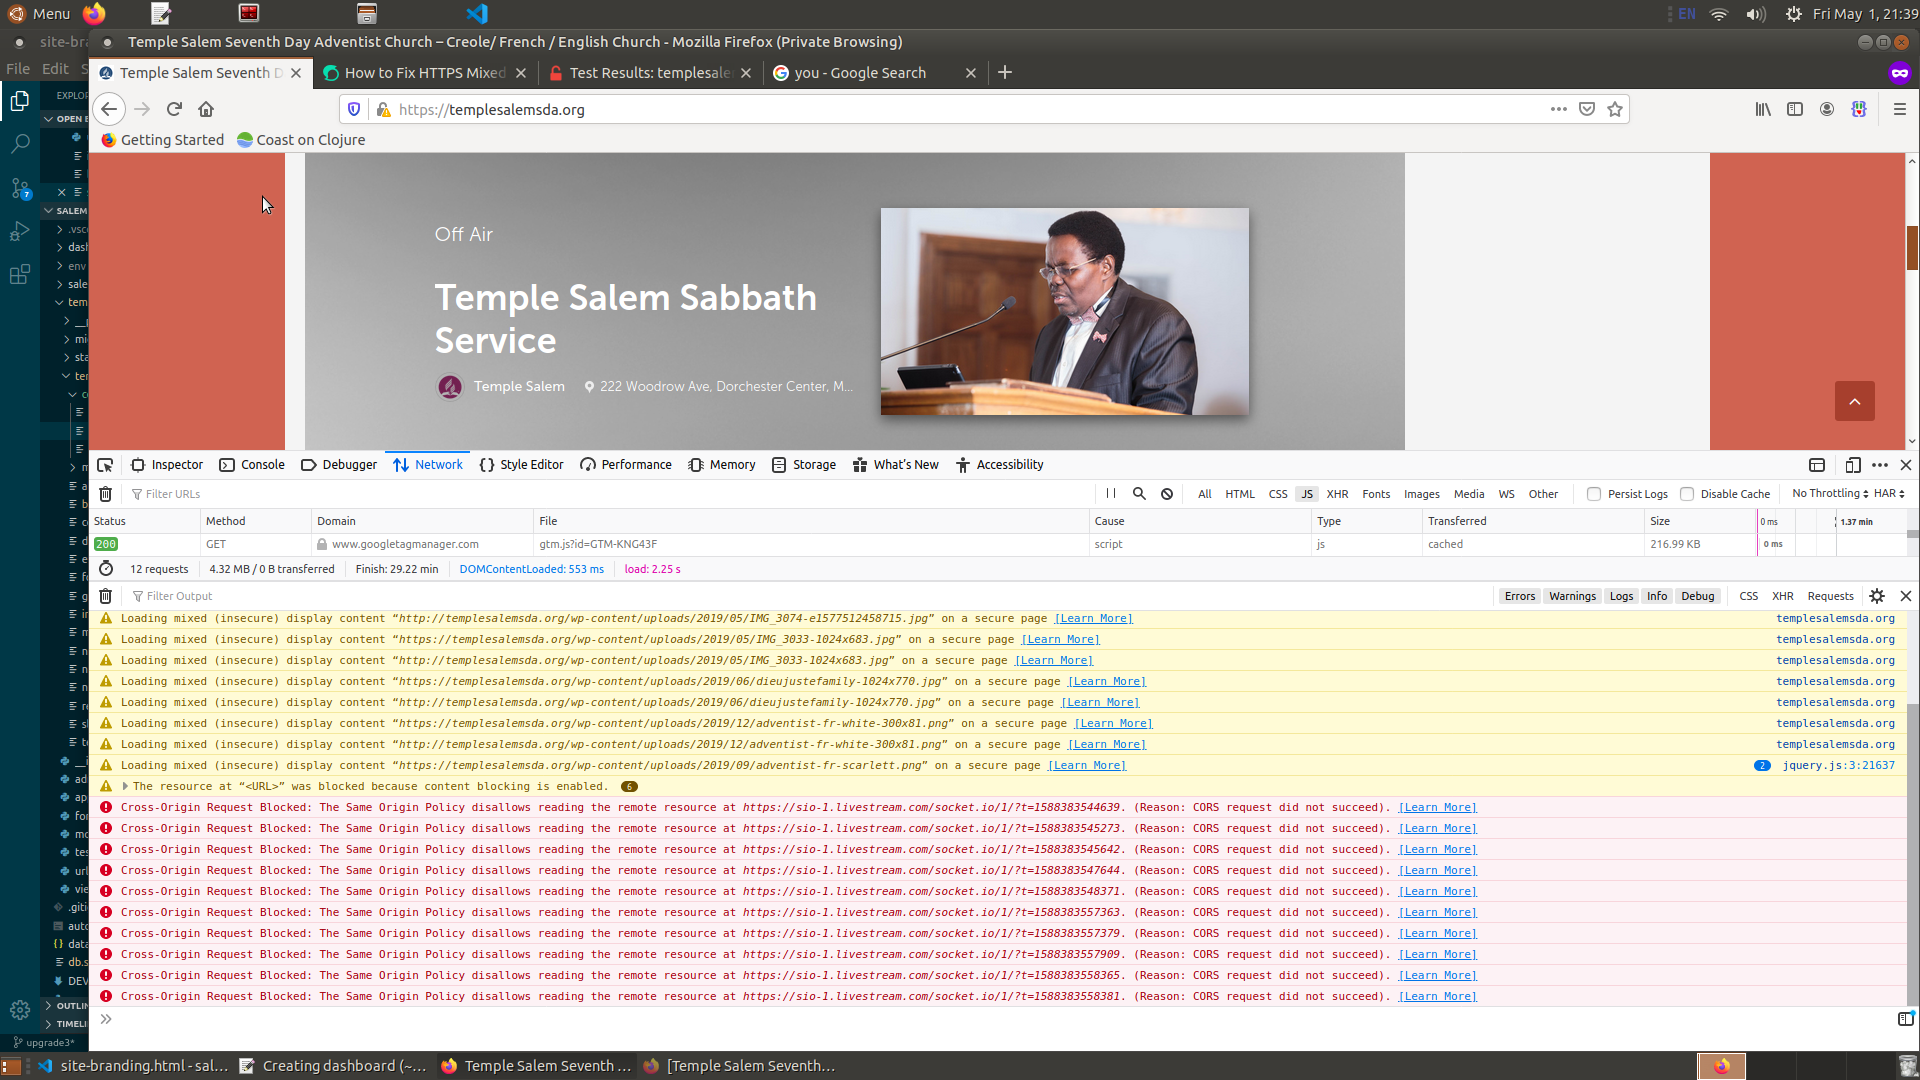 Menu
EN
Fri May 1, 21:39
site-bra
Temple Salem Seventh Day Adventist Church – Creole/ French / English Church - Mozilla Firefox (Private Browsing)
File Edit S
Temple Salem Seventh D
How to Fix HTTPS Mixed
Test Results: templesale
you - Google Search
https://templesalemsda.org
Getting Started
Coast on Clojure
EXPLOR
OPEN E
7
SALEM
.vsc
dash
env
sale
tem
mi
sta
ter
Off Air
Temple Salem Sabbath
Service
Temple Salem
222 Woodrow Ave, Dorchester Center, M...
Inspector Console Debugger Network Style Editor Performance Memory Storage What's New Accessibility
Filter URLs
All HTML CSS JS XHR Fonts Images Media WS Other
Persist Logs
Disable Cache
No Throttling
HAR
Status Method Domain File Cause Type Transferred Size 0 ms 1.37 min
200 GET www.googletagmanager.com gtm.js?id=GTM-KNG43F script js cached 216.99 KB 0 ms
12 requests 4.32 MB / 0 B transferred Finish: 29.22 min DOMContentLoaded: 553 ms load: 2.25 s
Filter Output
Errors Warnings Logs Info Debug CSS XHR Requests
Loading mixed (insecure) display content “http://templesalemsda.org/wp-content/uploads/2019/05/IMG_3074-e1577512458715.jpg” on a secure page [Learn More] templesalemsda.org
Loading mixed (insecure) display content “https://templesalemsda.org/wp-content/uploads/2019/05/IMG_3033-1024x683.jpg” on a secure page [Learn More] templesalemsda.org
Loading mixed (insecure) display content “http://templesalemsda.org/wp-content/uploads/2019/05/IMG_3033-1024x683.jpg” on a secure page [Learn More] templesalemsda.org
Loading mixed (insecure) display content “https://templesalemsda.org/wp-content/uploads/2019/06/dieujustefamily-1024x770.jpg” on a secure page [Learn More] templesalemsda.org
Loading mixed (insecure) display content “http://templesalemsda.org/wp-content/uploads/2019/06/dieujustefamily-1024x770.jpg” on a secure page [Learn More] templesalemsda.org
Loading mixed (insecure) display content “https://templesalemsda.org/wp-content/uploads/2019/12/adventist-fr-white-300x81.png” on a secure page [Learn More] templesalemsda.org
Loading mixed (insecure) display content “http://templesalemsda.org/wp-content/uploads/2019/12/adventist-fr-white-300x81.png” on a secure page [Learn More] templesalemsda.org
Loading mixed (insecure) display content “http://templesalemsda.org/wp-content/uploads/2019/09/adventist-fr-scarlett.png” on a secure page [Learn More] 2 jquery.js:3:21637
The resource at “<URL>” was blocked because content blocking is enabled. 6
Cross-Origin Request Blocked: The Same Origin Policy disallows reading the remote resource at https://sio-1.livestream.com/socket.io/1/?t=1588383544639. (Reason: CORS request did not succeed). [Learn More]
Cross-Origin Request Blocked: The Same Origin Policy disallows reading the remote resource at https://sio-1.livestream.com/socket.io/1/?t=1588383545273. (Reason: CORS request did not succeed). [Learn More]
Cross-Origin Request Blocked: The Same Origin Policy disallows reading the remote resource at https://sio-1.livestream.com/socket.io/1/?t=1588383545642. (Reason: CORS request did not succeed). [Learn More]
Cross-Origin Request Blocked: The Same Origin Policy disallows reading the remote resource at https://sio-1.livestream.com/socket.io/1/?t=1588383547644. (Reason: CORS request did not succeed). [Learn More]
Cross-Origin Request Blocked: The Same Origin Policy disallows reading the remote resource at https://sio-1.livestream.com/socket.io/1/?t=1588383548371. (Reason: CORS request did not succeed). [Learn More]
Cross-Origin Request Blocked: The Same Origin Policy disallows reading the remote resource at https://sio-1.livestream.com/socket.io/1/?t=1588383557363. (Reason: CORS request did not succeed). [Learn More]
Cross-Origin Request Blocked: The Same Origin Policy disallows reading the remote resource at https://sio-1.livestream.com/socket.io/1/?t=1588383557379. (Reason: CORS request did not succeed). [Learn More]
Cross-Origin Request Blocked: The Same Origin Policy disallows reading the remote resource at https://sio-1.livestream.com/socket.io/1/?t=1588383557909. (Reason: CORS request did not succeed). [Learn More]
Cross-Origin Request Blocked: The Same Origin Policy disallows reading the remote resource at https://sio-1.livestream.com/socket.io/1/?t=1588383558365. (Reason: CORS request did not succeed). [Learn More]
Cross-Origin Request Blocked: The Same Origin Policy disallows reading the remote resource at https://sio-1.livestream.com/socket.io/1/?t=1588383558381. (Reason: CORS request did not succeed). [Learn More]
ad
ap
for
mo
tes
url
vie
.giti
auto
data
db.s
DEV
OUTLIN
TIMELI
upgrade3*
site-branding.html - sal...
Creating dashboard (~...
Temple Salem Seventh ...
[Temple Salem Seventh...